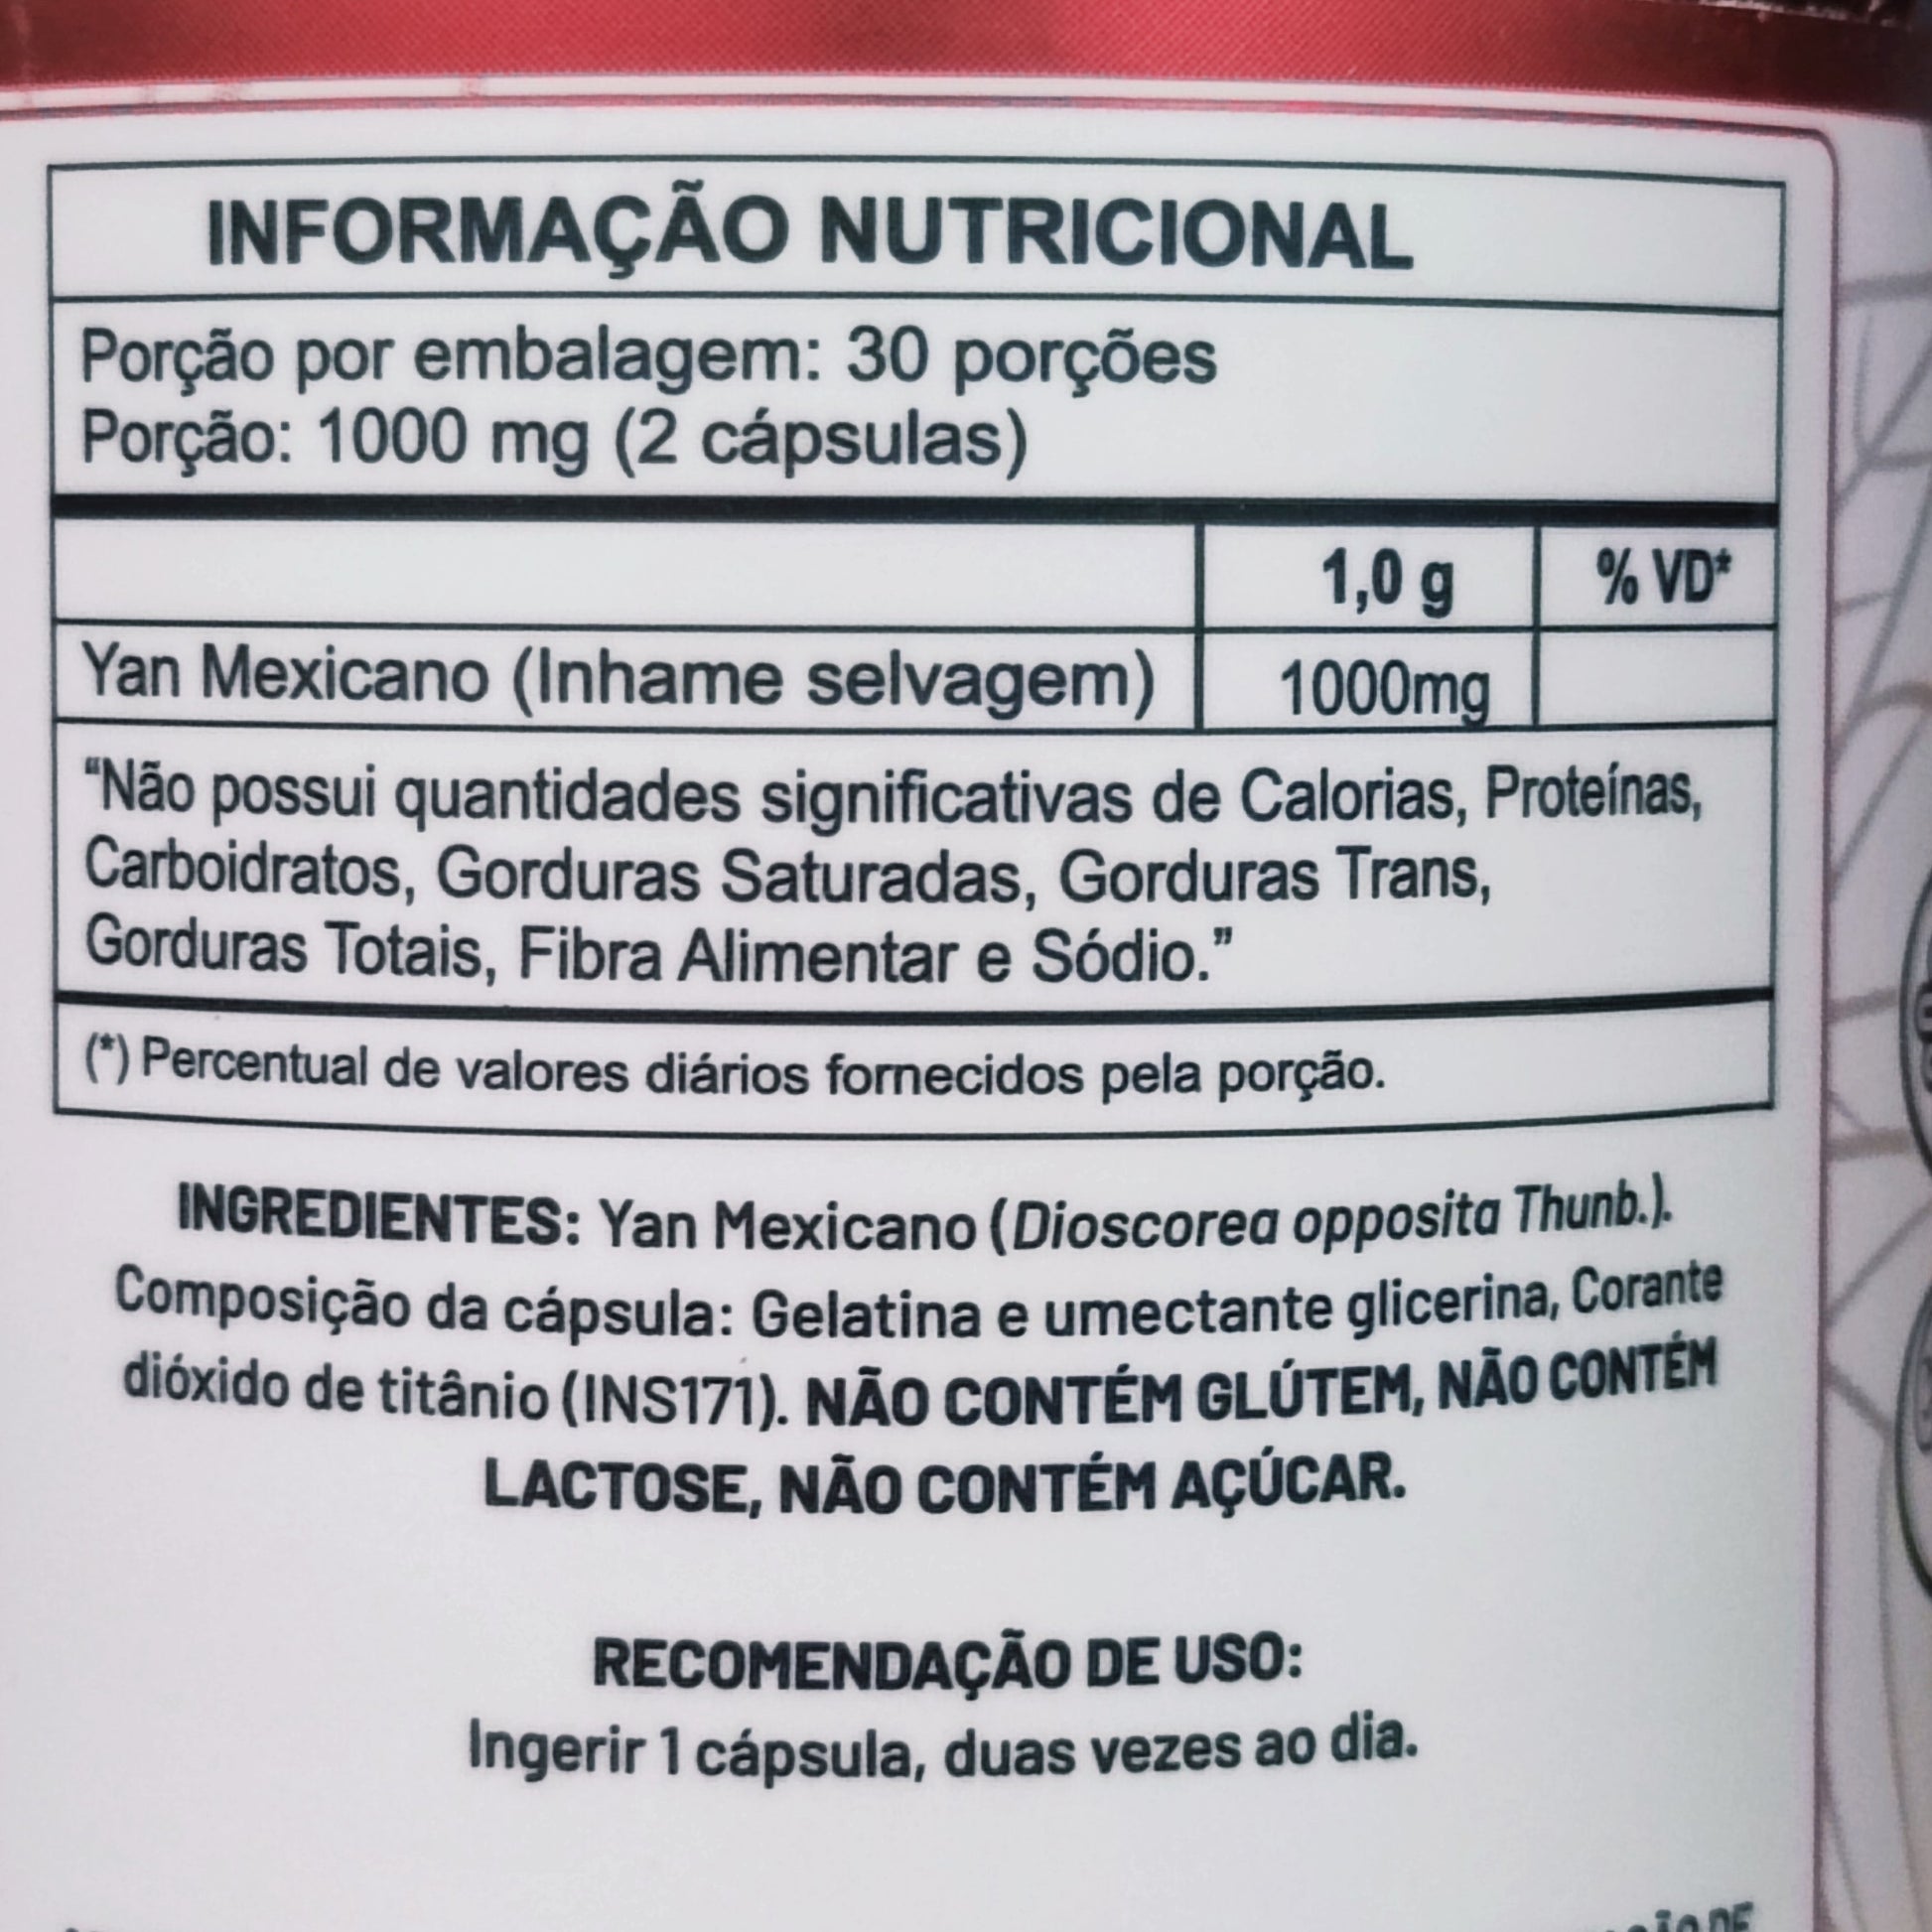 INFORMAÇÃO NUTRICIONAL
Porção por embalagem: 30 porções
Porção: 1000 mg (2 cápsulas)
1,0 g % VD*
Yan Mexicano (Inhame selvagem) 1000mg
“Não possui quantidades significativas de Calorias, Proteínas,
Carboidratos, Gorduras Saturadas, Gorduras Trans,
Gorduras Totais, Fibra Alimentar e Sódio.”
(*) Percentual de valores diários fornecidos pela porção.
INGREDIENTES: Yan Mexicano (Dioscorea opposita Thunb.).
Composição da cápsula: Gelatina e umectante glicerina, Corante
dióxido de titânio (INS171). NÃO CONTÉM GLÚTEM, NÃO CONTÉM
LACTOSE, NÃO CONTÉM AÇÚCAR.
RECOMENDAÇÃO DE USO:
Ingerir 1 cápsula, duas vezes ao dia.
DE